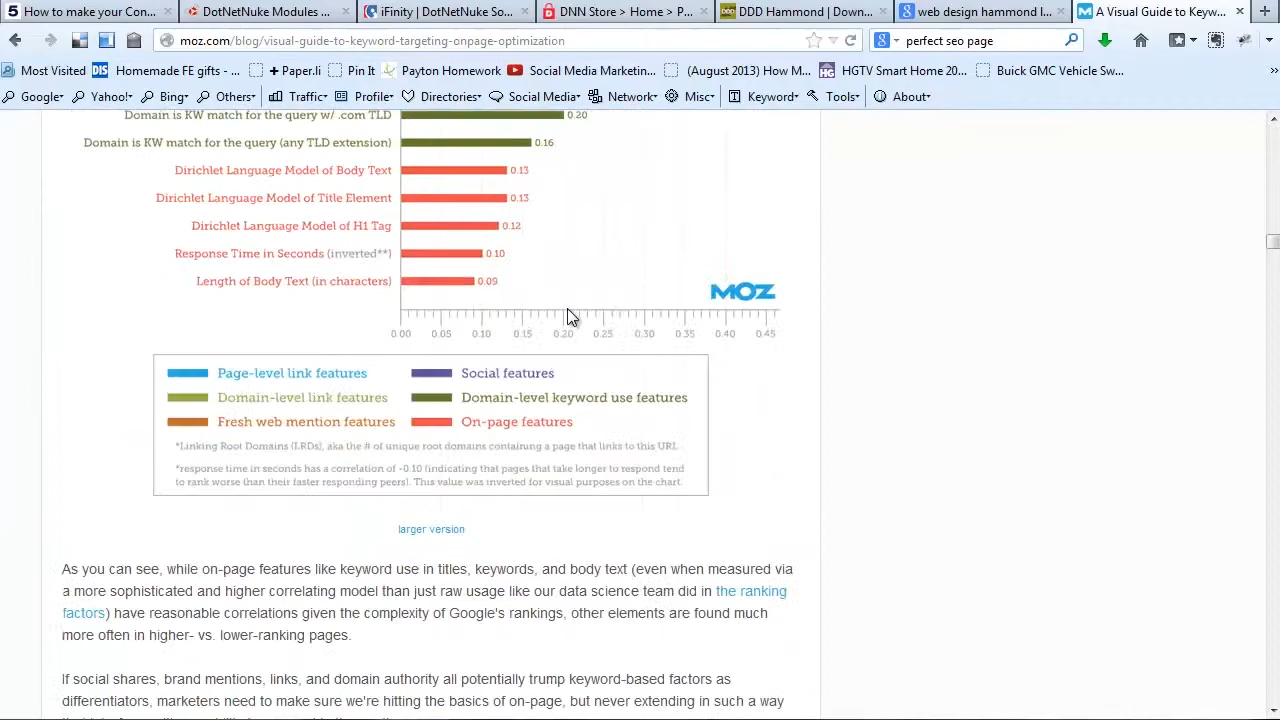 How to make your Con...
DotNetNuke Modules ...
iFinity | DotNetNuke So...
DNN Store > Home > P...
DDD Hammond | Down...
web design hammond l...
A Visual Guide to Keyw...
moz.com/blog/visual-guide-to-keyword-targeting-onpage-optimization
perfect seo page
Most Visited
Homemade FE gifts - ...
+ Paper.li
Pin It
Payton Homework
Social Media Marketin...
(August 2013) How M...
HGTV Smart Home 20...
Buick GMC Vehicle Sw...
Google
Yahoo!
Bing
Others
Traffic
Profile
Directories
Social Media
Network
Misc
Keyword
Tools
About
Domain is KW match for the query w/ .com TLD 0.20
Domain is KW match for the query (any TLD extension) 0.16
Dirichlet Language Model of Body Text 0.13
Dirichlet Language Model of Title Element 0.13
Dirichlet Language Model of H1 Tag 0.12
Response Time in Seconds (inverted**) 0.10
Length of Body Text (in characters) 0.09
MOZ
0.00 0.05 0.10 0.15 0.20 0.25 0.30 0.35 0.40 0.45
Page-level link features
Social features
Domain-level link features
Domain-level keyword use features
Fresh web mention features
On-page features
*Linking Root Domains (LRDs), aka the # of unique root domains containing a page that links to this URL
*response time in seconds has a correlation of -0.10 (indicating that pages that take longer to respond tend
to rank worse than their faster responding peers). This value was inverted for visual purposes on the chart.
larger version
As you can see, while on-page features like keyword use in titles, keywords, and body text (even when measured via
a more sophisticated and higher correlating model than just raw usage like our data science team did in the ranking
factors) have reasonable correlations given the complexity of Google's rankings, other elements are found much
more often in higher- vs. lower-ranking pages.
If social shares, brand mentions, links, and domain authority all potentially trump keyword-based factors as
differentiators, marketers need to make sure we're hitting the basics of on-page, but never extending in such a way